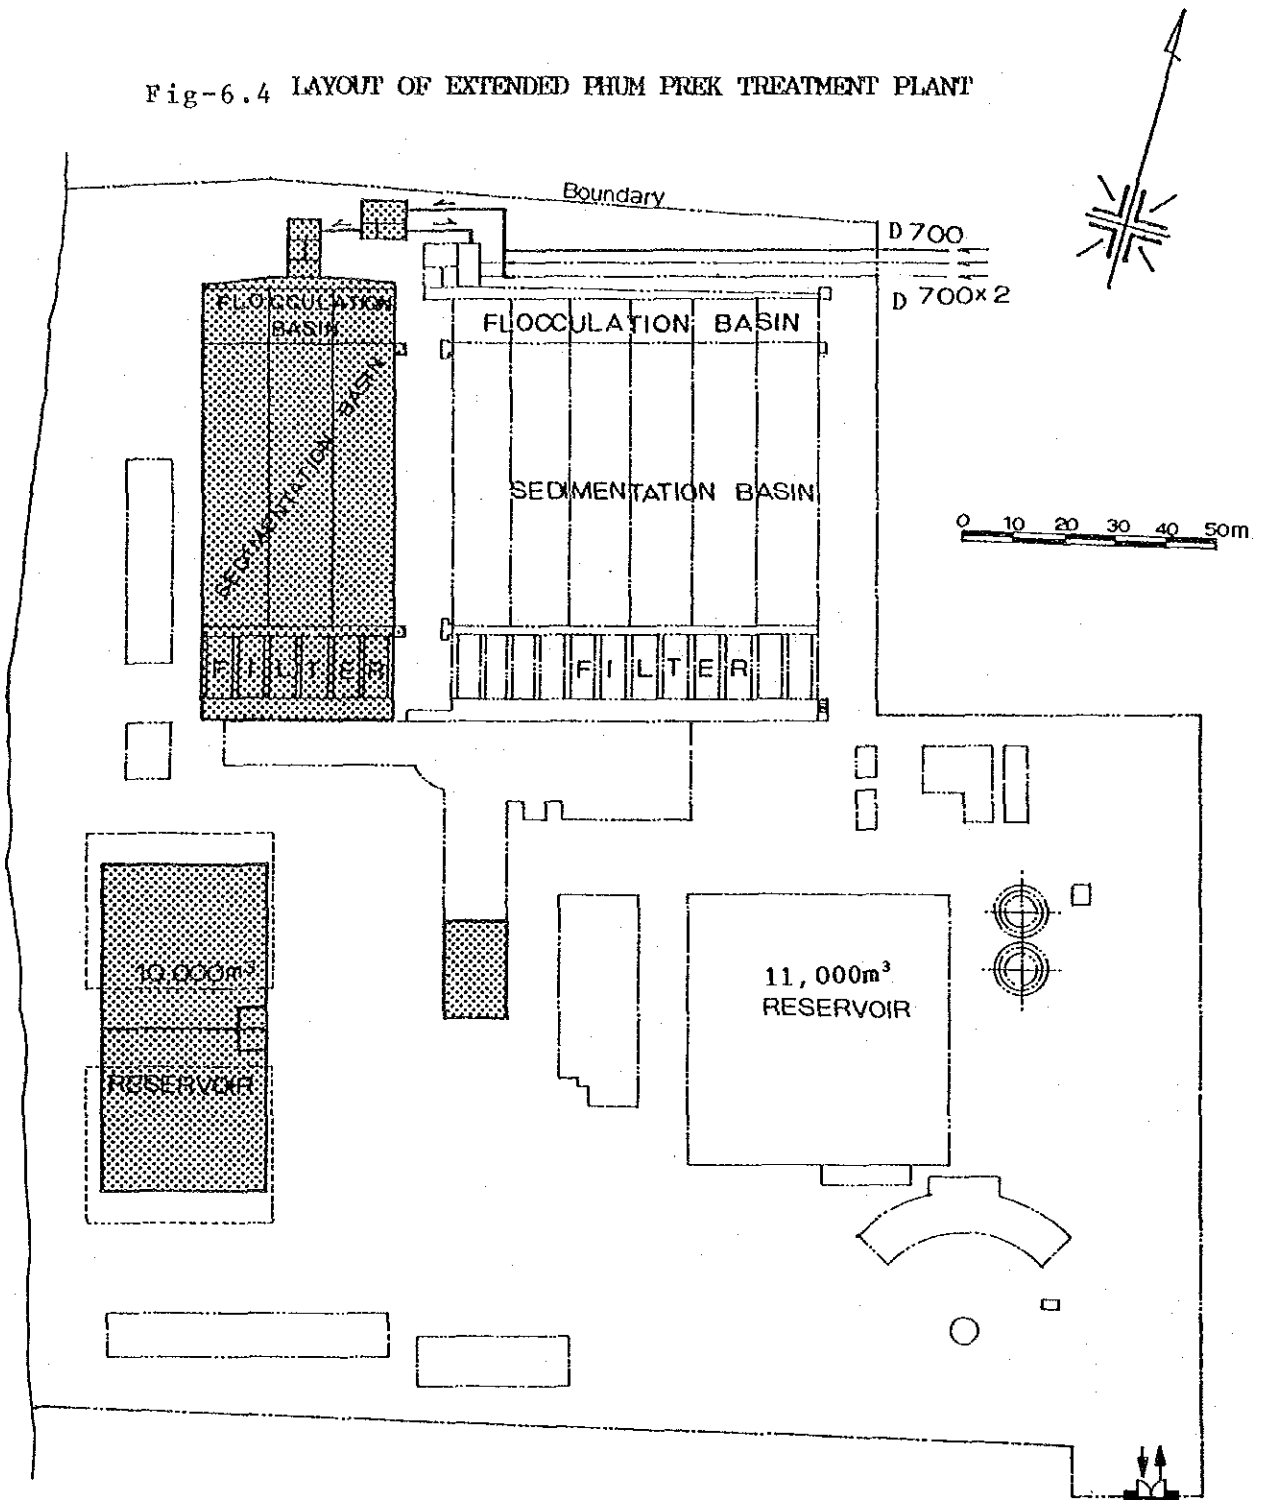 Fig-6.4 LAYOUT OF EXTENDED PHUM PREK TREATMENT PLANT
Boundary
D 700
D 700×2
FLOCCULATION
BASIN
FLOCCULATION BASIN
SEDIMENTATION BASIN
SEDIMENTATION BASIN
0 10 20 30 40 50m
FILTER
FILTER
10,000m³
RESERVOIR
11,000m³
RESERVOIR